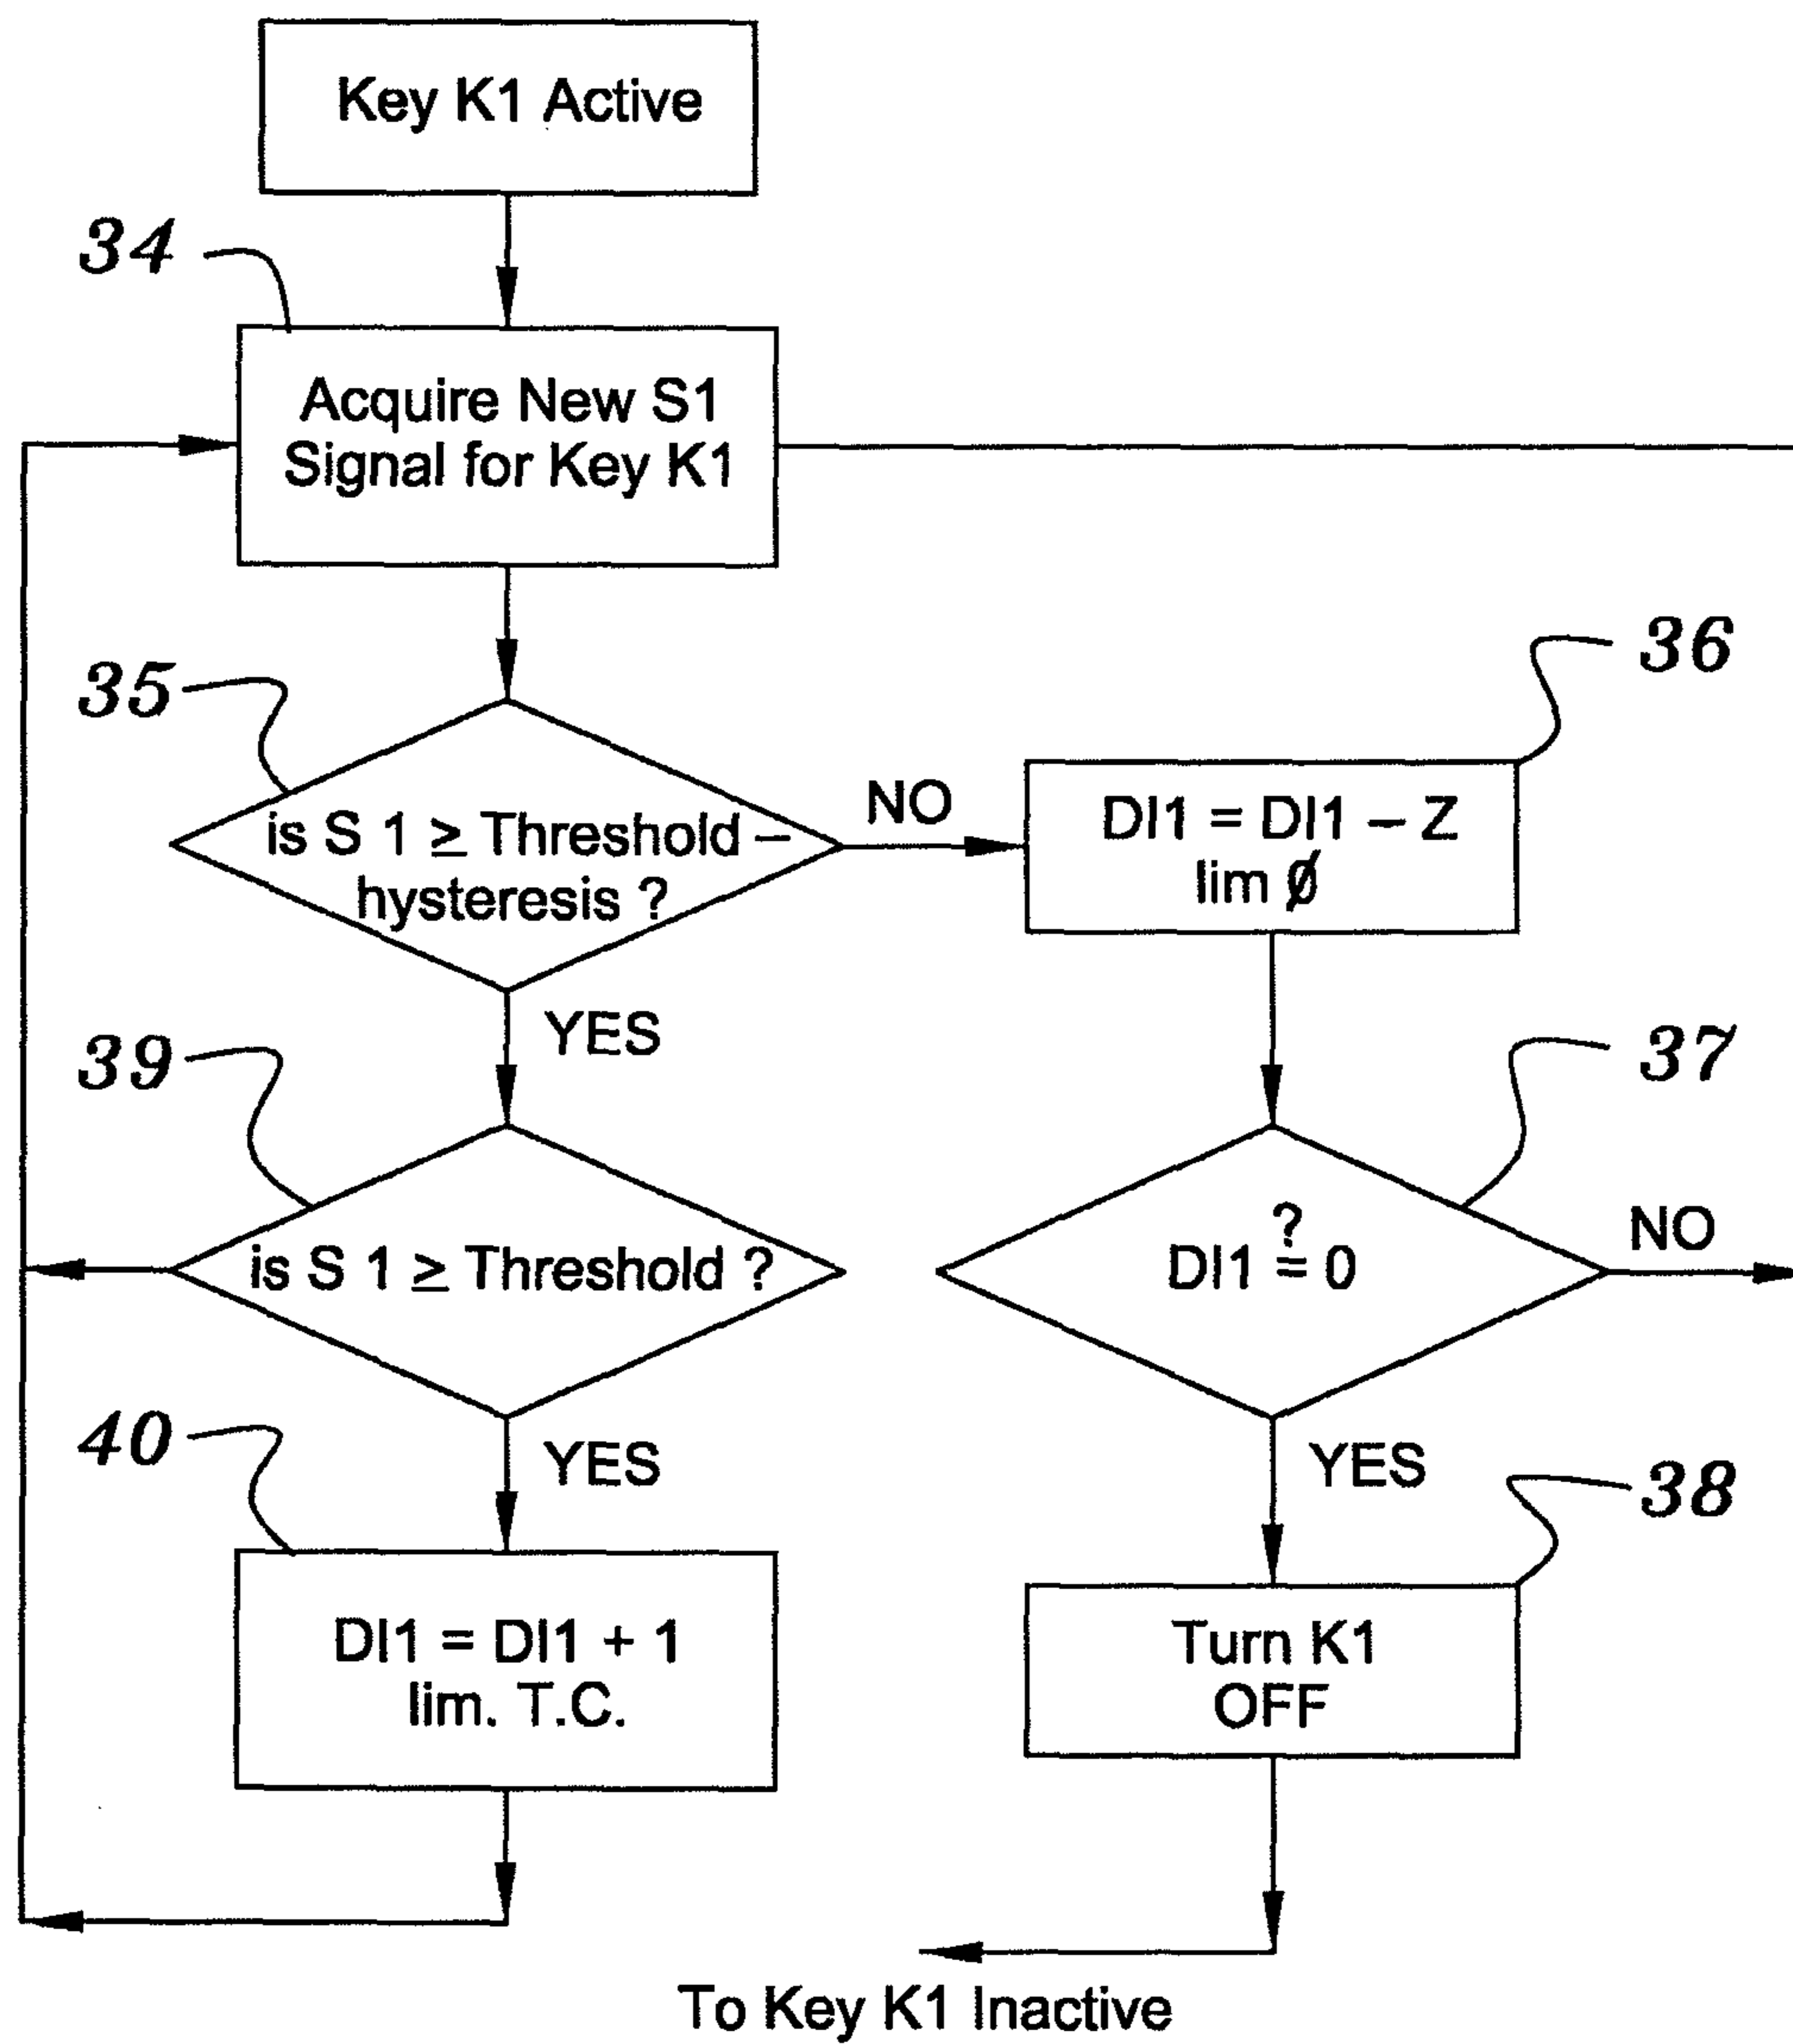 Key K1 Active
34
Acquire New S1
Signal for Key K1
35
is S 1 ≥ Threshold –
hysteresis ?
NO
36
DI1 = DI1 – Z
lim Ø
YES
39
is S 1 ≥ Threshold ?
37
?
DI1 = 0
NO
YES
40
DI1 = DI1 + 1
lim. T.C.
YES
38
Turn K1
OFF
To Key K1 Inactive